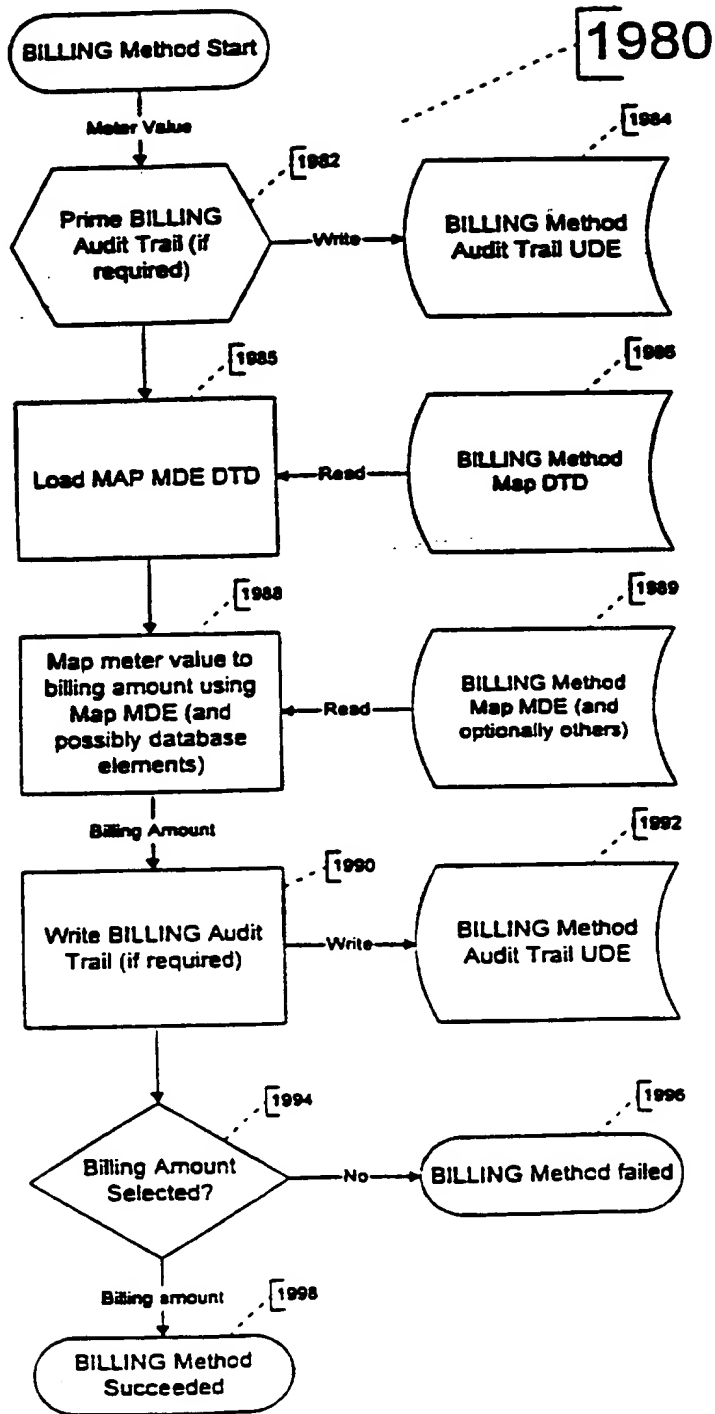 BILLING Method Start
1980
Meter Value
1982
1984
Prime BILLING
Audit Trail (if
required)
Write
BILLING Method
Audit Trail UDE
1985
1986
Load MAP MDE DTD
Read
BILLING Method
Map DTD
1988
1989
Map meter value to
billing amount using
Map MDE (and
possibly database
elements)
Read
BILLING Method
Map MDE (and
optionally others)
Billing Amount
1990
1992
Write BILLING Audit
Trail (if required)
Write
BILLING Method
Audit Trail UDE
1994
1996
Billing Amount
Selected?
No
BILLING Method failed
Billing amount
1998
BILLING Method
Succeeded